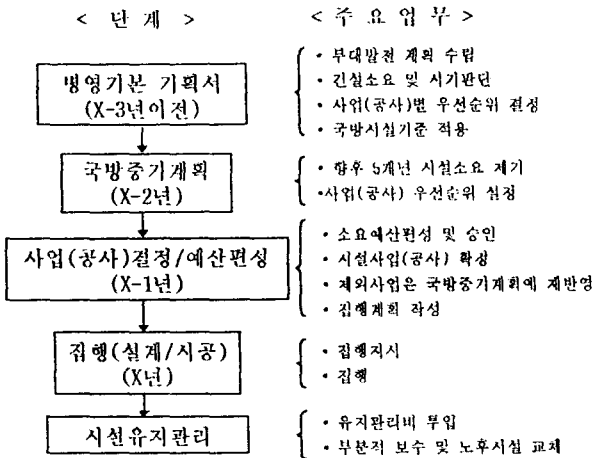 < 단 계 >
< 주 요 업 무 >
병영기본 기획서
(X-3년이전)
• 부대발전 계획 수립
• 건설소요 및 시기판단
• 사업(공사)별 우선순위 결정
• 국방시설기준 적용
국방중기계획
(X-2년)
• 향후 5개년 시설소요 제기
•사업(공사) 우선순위 설정
사업(공사)결정/예산편성
(X-1년)
• 소요예산편성 및 승인
• 시설사업(공사) 확정
• 제외사업은 국방중기계획에 재반영
• 집행계획 작성
집행(설계/시공)
(X년)
• 집행지시
• 집행
시설유지관리
• 유지관리비 투입
• 부분적 보수 및 노후시설 교체